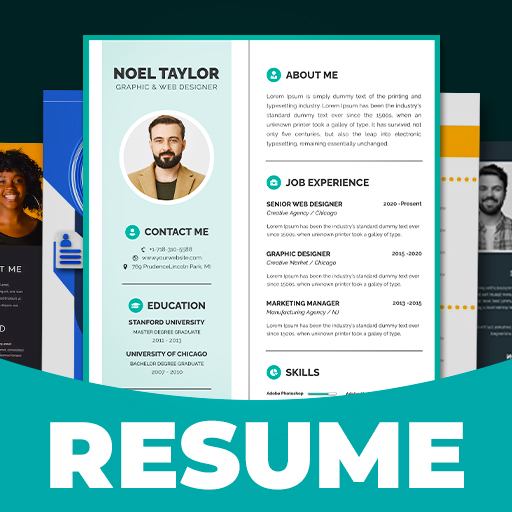 NOEL TAYLOR
GRAPHIC & WEB DESIGNER
CONTACT ME
+1-718-310-5588
www.yourwebsite.com
769 PrudenceLincoln Park, MI
EDUCATION
STANFORD UNIVERSITY
MASTER DEGREE GRADUATE
2011 - 2013
UNIVERSITY OF CHICAGO
BACHELOR DEGREE GRADUATE
2007 - 2010
ABOUT ME
Lorem Ipsum is simply dummy text of the printing and
typesetting industry. Lorem Ipsum has been the industry's
standard dummy text ever since the 1500s, when an
unknown printer took a galley of type. It has survived not
only five centuries, but also the leap into electronic
typesetting, remaining essentially unchanged.
JOB EXPERIENCE
SENIOR WEB DESIGNER
2020 -Present
Creative Agency / Chicago
Lorem Ipsum has been the industry's standard dummy text ever
since the 1500s, unknown printer took a galley of type.
GRAPHIC DESIGNER
2015 -2020
Creative Market / Chicago
Lorem Ipsum has been the industry's standard dummy text ever
since the 1500s, unknown printer took a galley of type.
MARKETING MANAGER
2013 -2015
Manufacturing Agency / NJ
Lorem Ipsum has been the industry's standard dummy text ever
since the 1500s, unknown printer took a galley of type.
SKILLS
Adobe Photoshop
RESUME